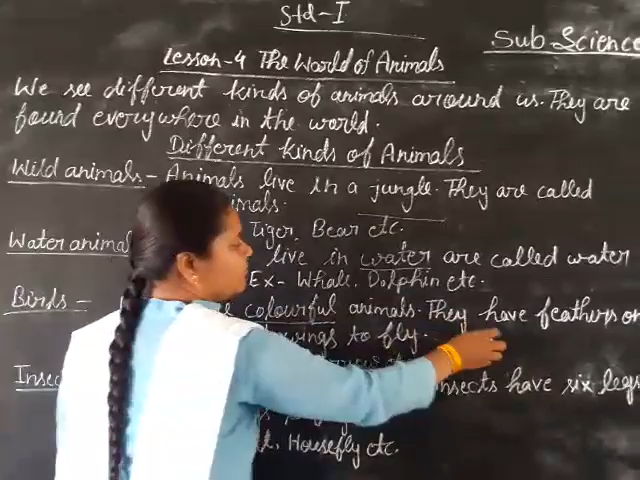 Std-I
Sub Science
Lesson-4 The World of Animals
We see different kinds of animals around us. They are
found everywhere in the world.
Different kinds of Animals
Wild animals- Animals live in a jungle. They are called
Tiger, Bear etc.
Water animal live in water are called water
Ex- Whale, Dolphin etc.
Birds - colourful animals. They have feathers on
wings to fly.
Insec insects have six legs
Housefly etc.